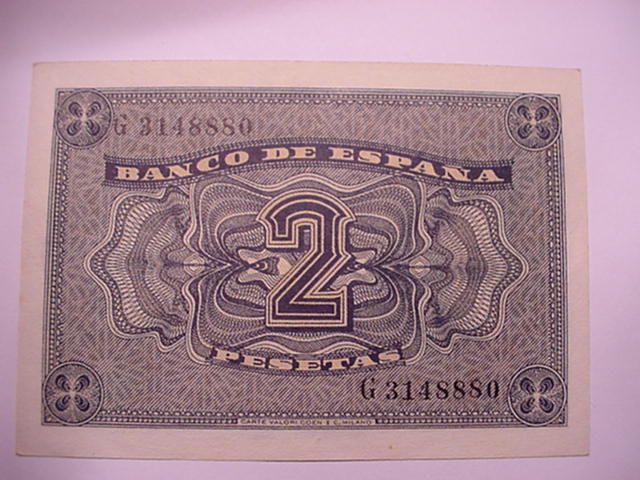 G 3148880
BANCO DE ESPAÑA
2
PESETAS
G 3148880
CARTE VALORI COEN & C. MILANO